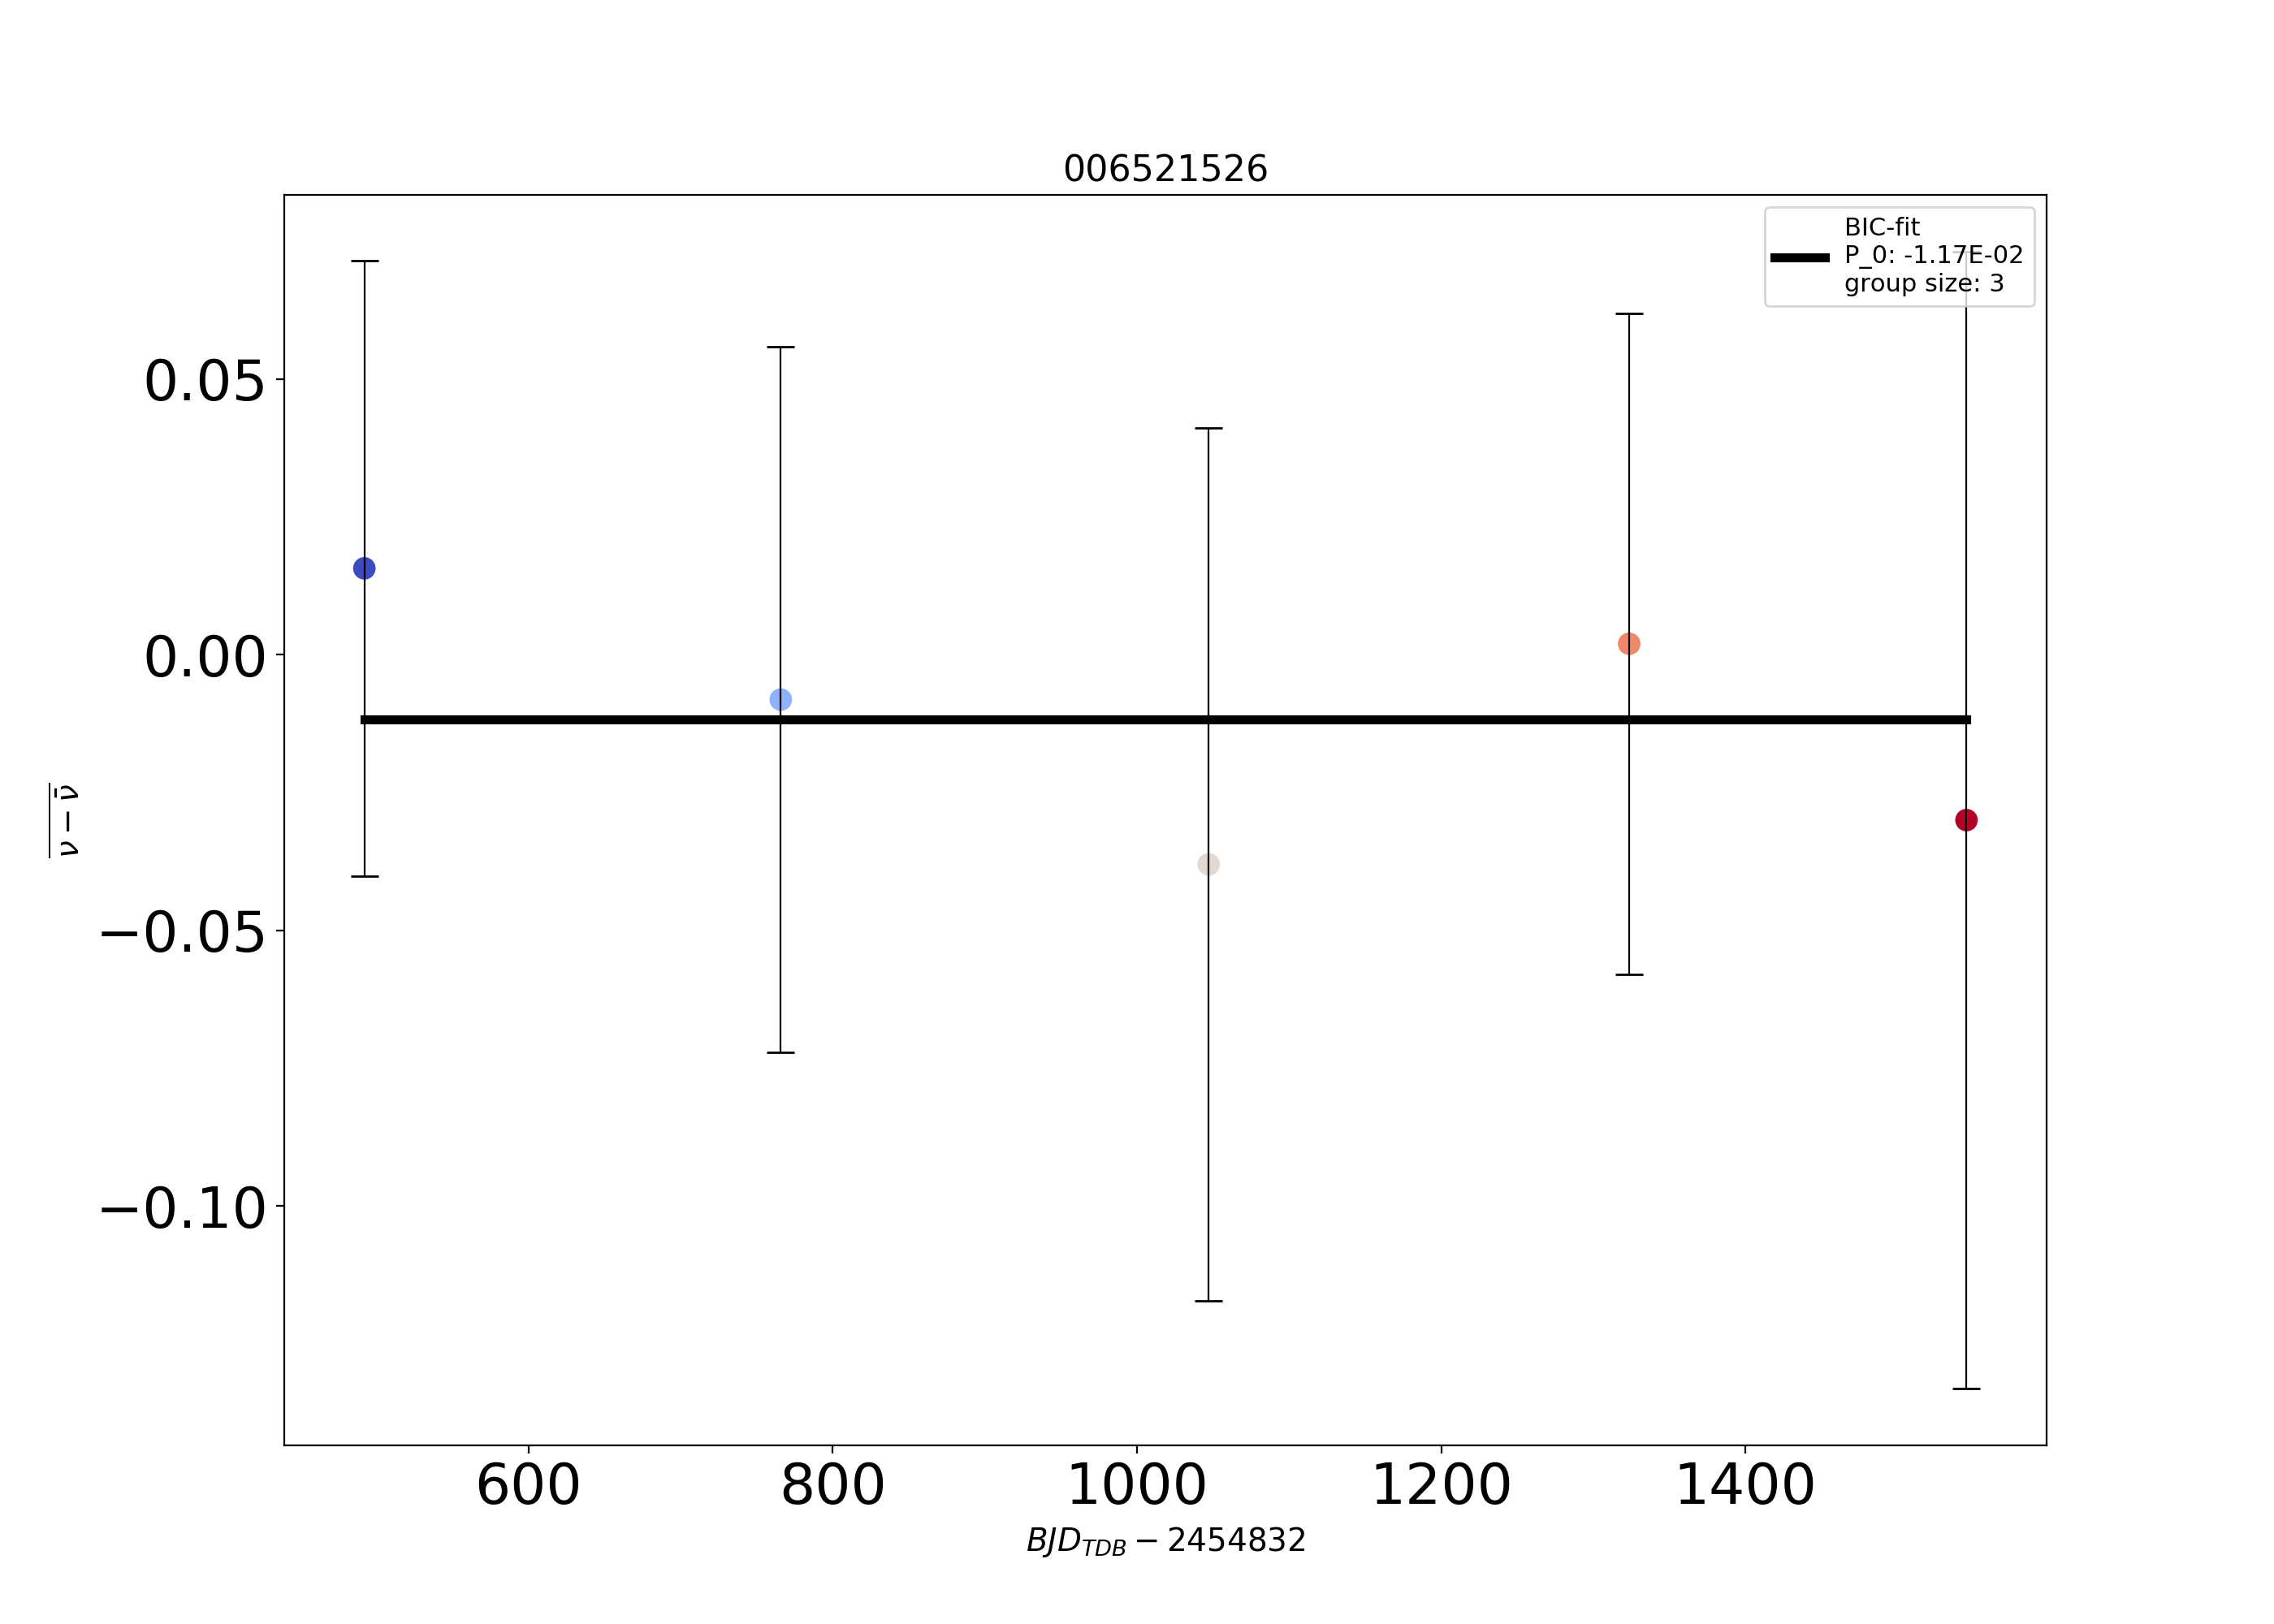 006521526
BIC-fit
P_0: -1.17E-02
group size: 3
0.05
0.00
−0.05
−0.10
ν − ν̄
600 800 1000 1200 1400
BJD_TDB − 2454832